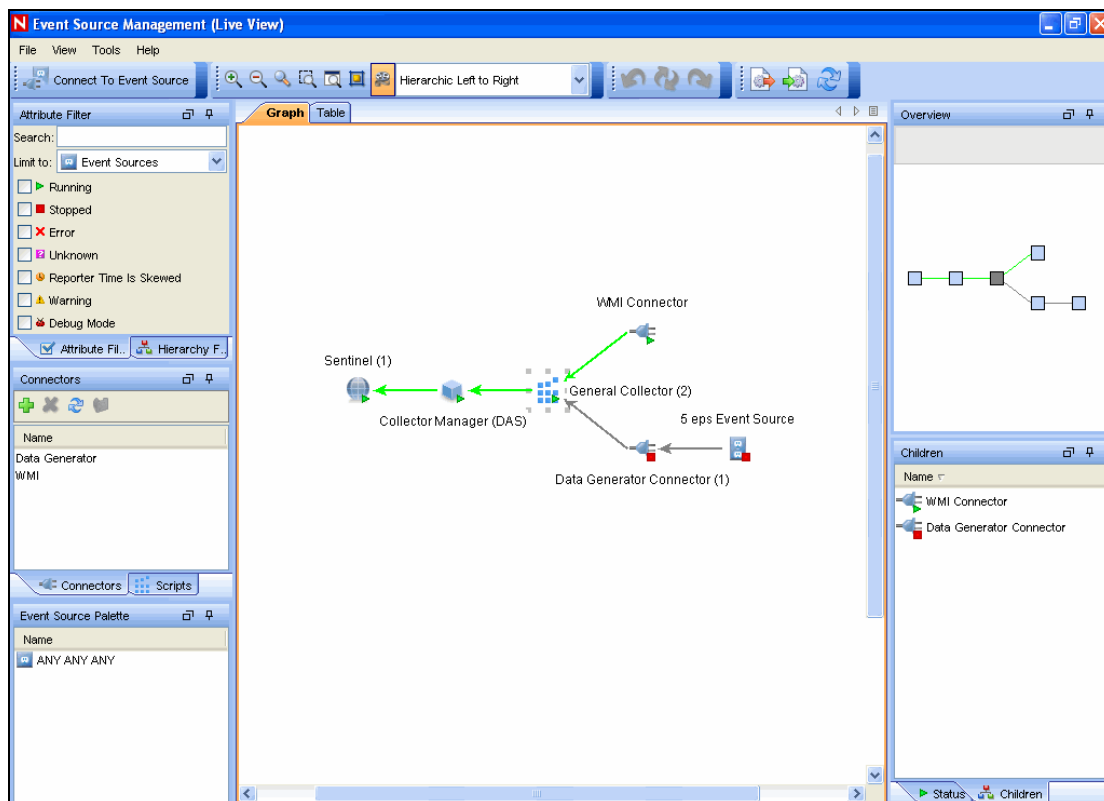 Event Source Management (Live View)
File View Tools Help
Connect To Event Source
Hierarchic Left to Right
Attribute Filter
Search:
Limit to: Event Sources
Running
Stopped
Error
Unknown
Reporter Time Is Skewed
Warning
Debug Mode
Attribute Fil.. Hierarchy F..
Connectors
Name
Data Generator
WMI
Connectors Scripts
Event Source Palette
Name
ANY ANY ANY
Graph Table
WMI Connector
Sentinel (1)
General Collector (2)
Collector Manager (DAS)
5 eps Event Source
Data Generator Connector (1)
Overview
Children
Name
WMI Connector
Data Generator Connector
Status Children